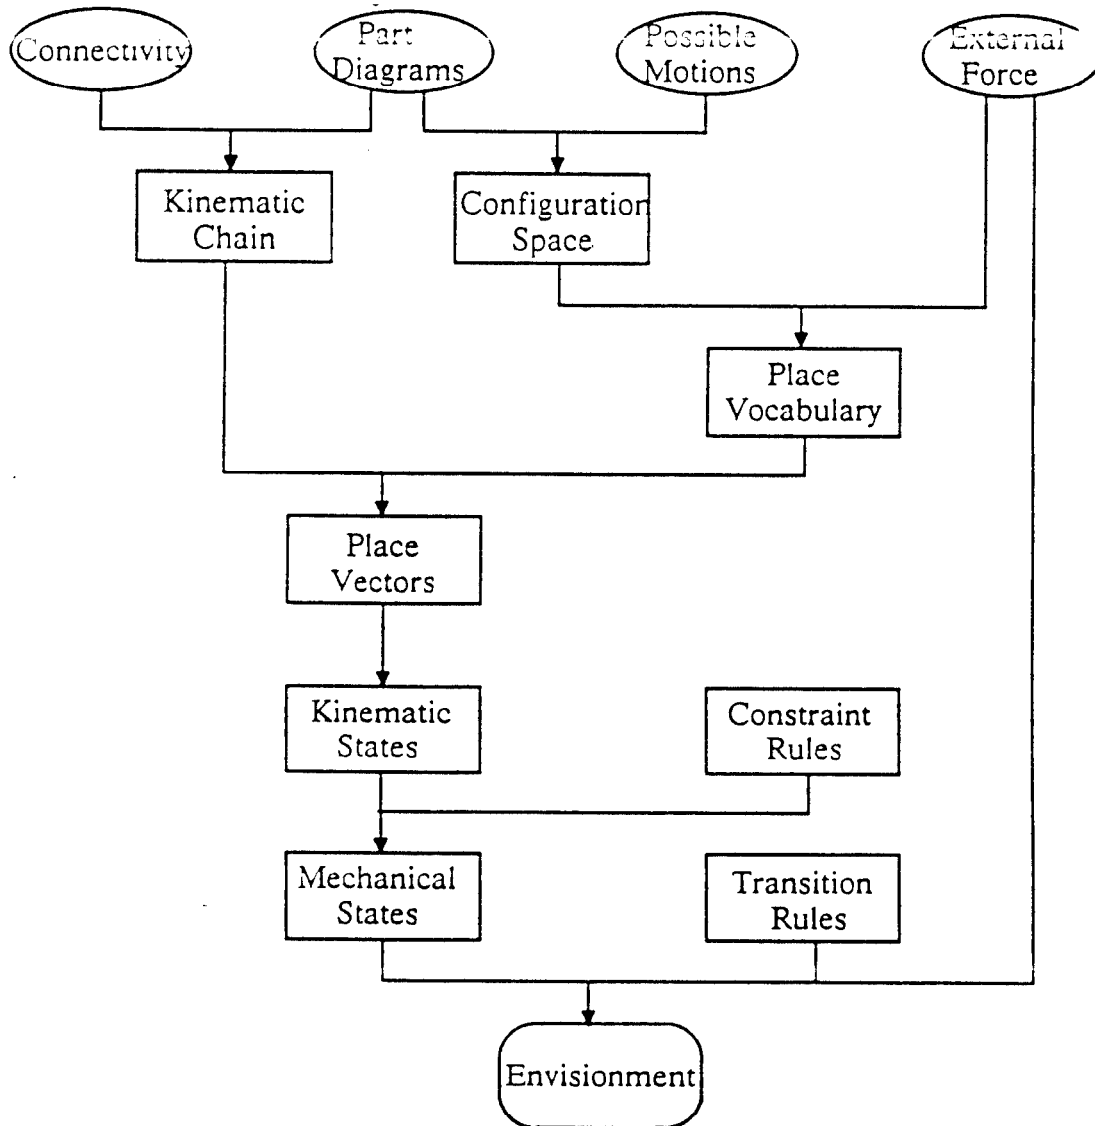 Connectivity
Part
Diagrams
Possible
Motions
External
Force
Kinematic
Chain
Configuration
Space
Place
Vocabulary
Place
Vectors
Kinematic
States
Constraint
Rules
Mechanical
States
Transition
Rules
Envisionment